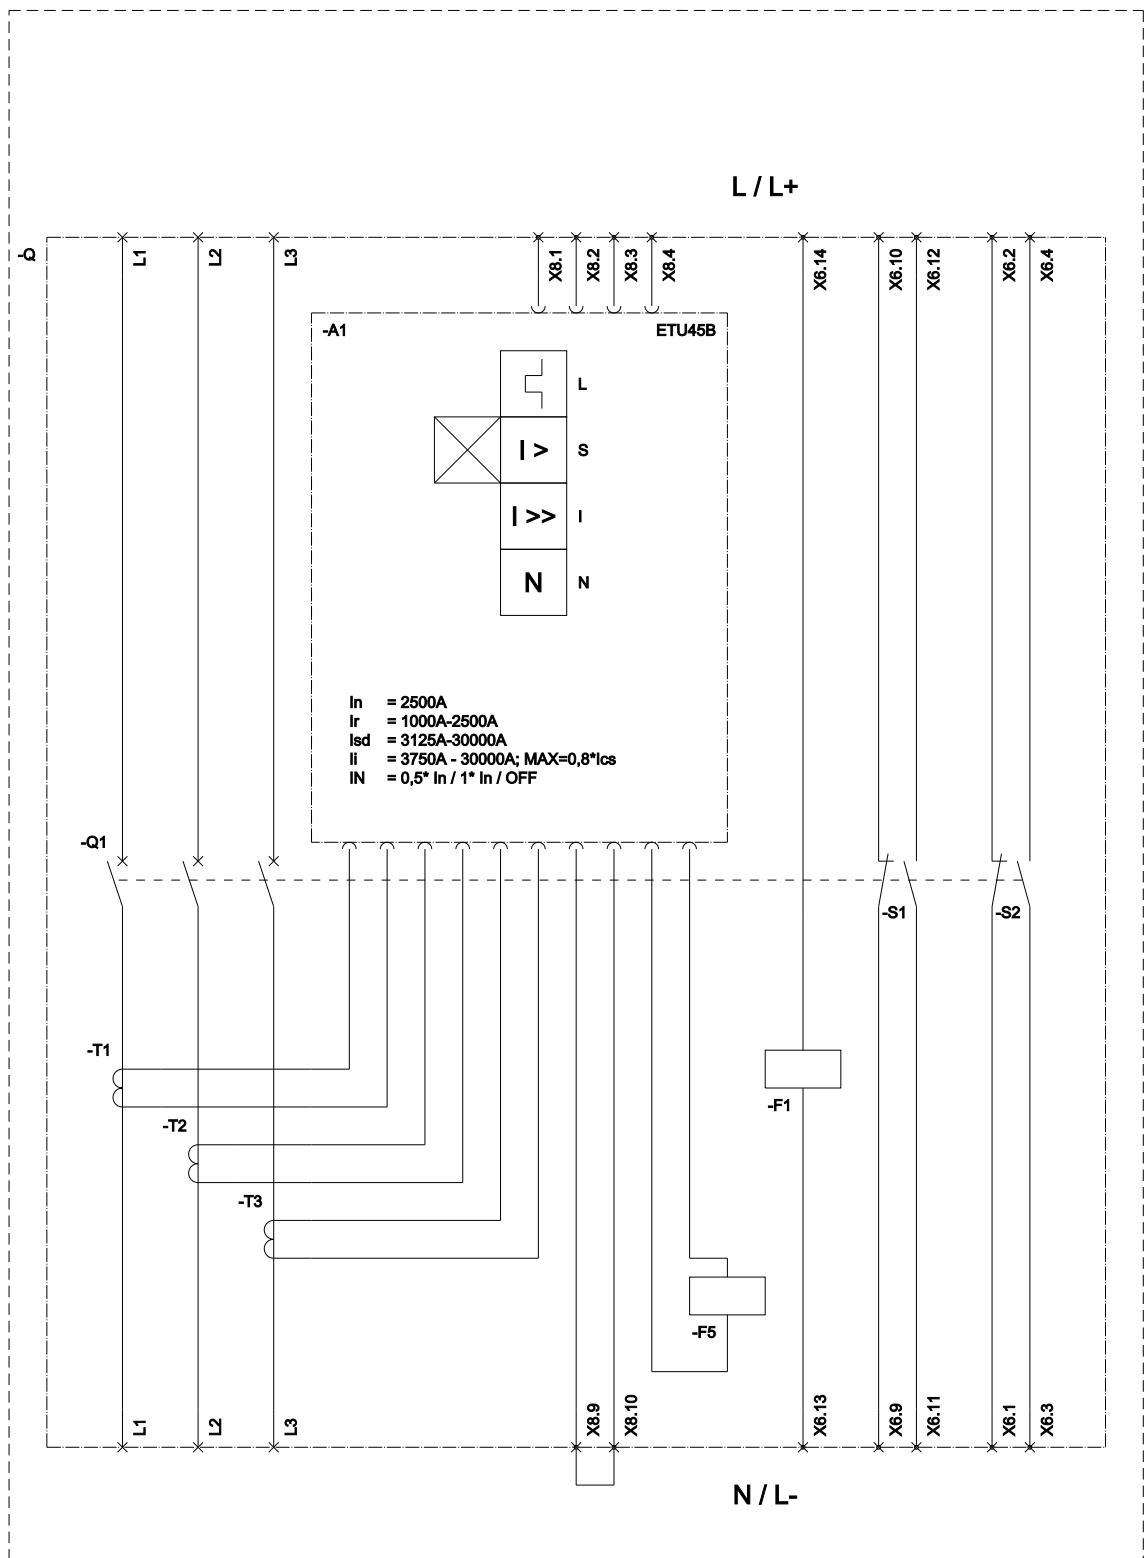 L / L+
-Q
L1
L2
L3
X8.1
X8.2
X8.3
X8.4
X6.14
X6.10
X6.12
X6.2
X6.4
-A1
ETU45B
L
I >
S
I >>
I
N
N
In = 2500A
Ir = 1000A-2500A
Isd = 3125A-30000A
Ii = 3750A - 30000A; MAX=0,8*Ics
IN = 0,5* In / 1* In / OFF
-Q1
-S1
-S2
-T1
-F1
-T2
-T3
-F5
L1
L2
L3
X8.9
X8.10
X6.13
X6.9
X6.11
X6.1
X6.3
N / L-